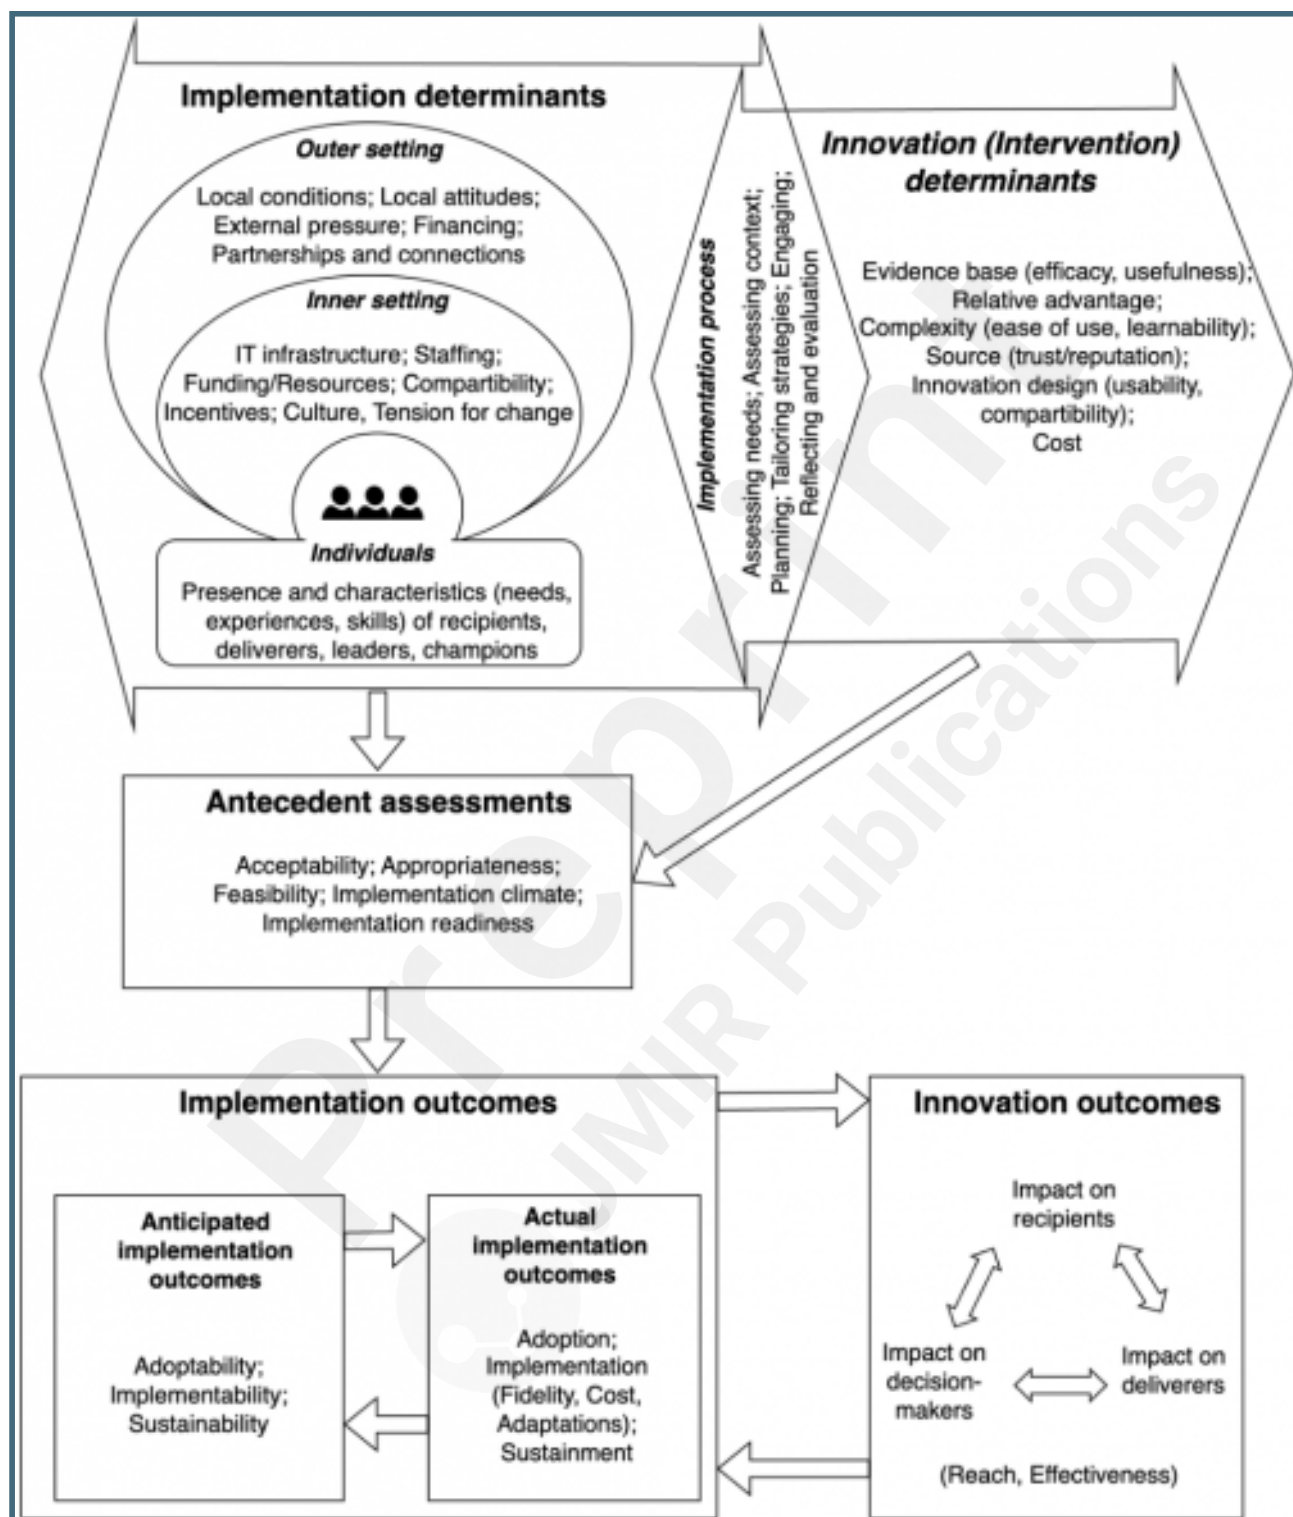 Implementation determinants
Outer setting
Local conditions; Local attitudes;
External pressure; Financing;
Partnerships and connections
Inner setting
IT infrastructure; Staffing;
Funding/Resources; Compartibility;
Incentives; Culture, Tension for change
Individuals
Presence and characteristics (needs,
experiences, skills) of recipients,
deliverers, leaders, champions
Implementation process
Assessing needs; Assessing context;
Planning; Tailoring strategies; Engaging;
Reflecting and evaluation
Innovation (Intervention)
determinants
Evidence base (efficacy, usefulness);
Relative advantage;
Complexity (ease of use, learnability);
Source (trust/reputation);
Innovation design (usability,
compartibility);
Cost
Antecedent assessments
Acceptability; Appropriateness;
Feasibility; Implementation climate;
Implementation readiness
Implementation outcomes
Anticipated
implementation
outcomes
Adoptability;
Implementability;
Sustainability
Actual
implementation
outcomes
Adoption;
Implementation
(Fidelity, Cost,
Adaptations);
Sustainment
Innovation outcomes
Impact on
recipients
Impact on
decision-
makers
Impact on
deliverers
(Reach, Effectiveness)
Preprint
JMIR Publications